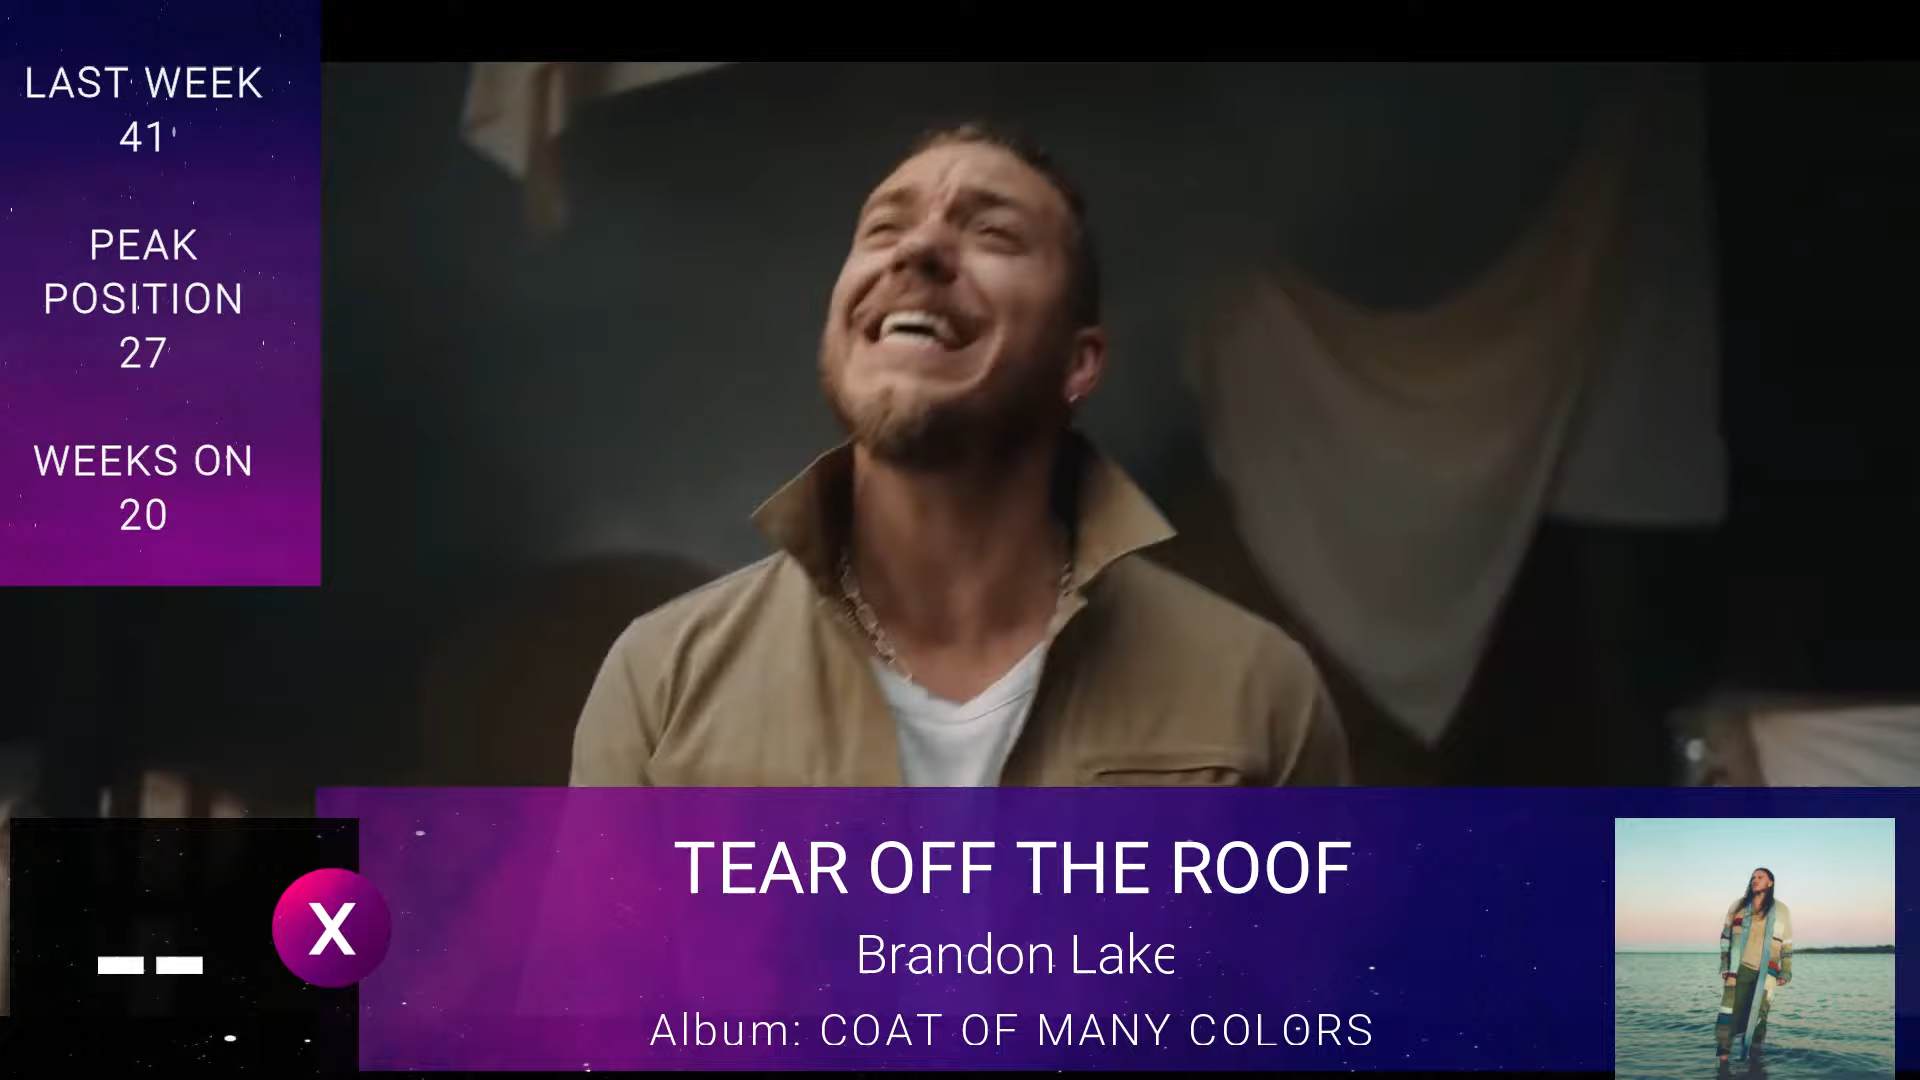 LAST WEEK
41
PEAK
POSITION
27
WEEKS ON
20
TEAR OFF THE ROOF
Brandon Lake
Album: COAT OF MANY COLORS
--
X